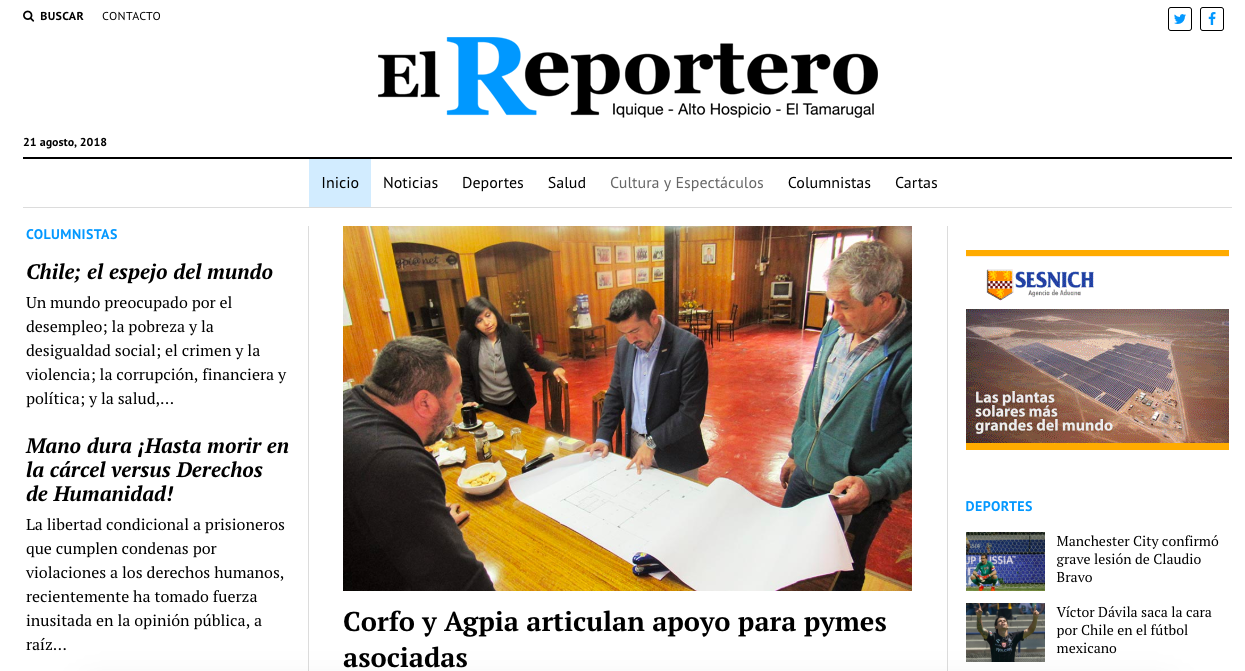 BUSCAR CONTACTO
El Reportero
Iquique - Alto Hospicio - El Tamarugal
21 agosto, 2018
Inicio Noticias Deportes Salud Cultura y Espectáculos Columnistas Cartas
COLUMNISTAS
Chile; el espejo del mundo
Un mundo preocupado por el
desempleo; la pobreza y la
desigualdad social; el crimen y la
violencia; la corrupción, financiera y
política; y la salud,…
Mano dura ¡Hasta morir en
la cárcel versus Derechos
de Humanidad!
La libertad condicional a prisioneros
que cumplen condenas por
violaciones a los derechos humanos,
recientemente ha tomado fuerza
inusitada en la opinión pública, a
raíz…
Corfo y Agpia articulan apoyo para pymes
asociadas
SESNICH
Agencia de Aduana
Las plantas
solares más
grandes del mundo
DEPORTES
Manchester City confirmó
grave lesión de Claudio
Bravo
Víctor Dávila saca la cara
por Chile en el fútbol
mexicano